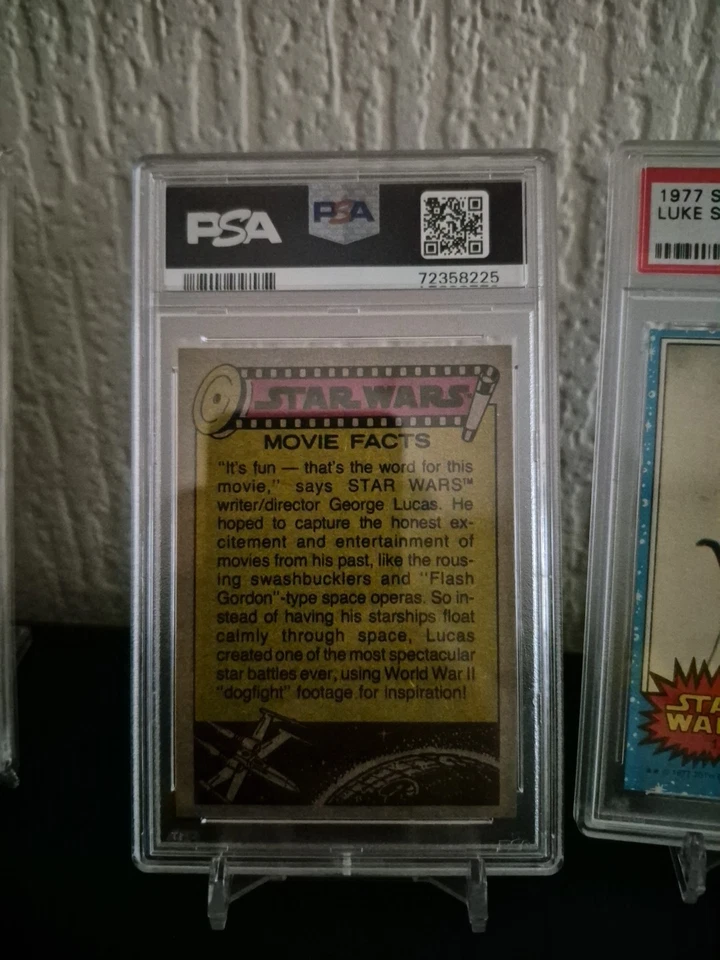 PSA
PSA
72358225
STAR WARS
MOVIE FACTS
"It's fun — that's the word for this
movie," says STAR WARS™
writer/director George Lucas. He
hoped to capture the honest ex-
citement and entertainment of
movies from his past, like the rous-
ing swashbucklers and "Flash
Gordon"-type space operas. So in-
stead of having his starships float
calmly through space, Lucas
created one of the most spectacular
star battles ever, using World War II
"dogfight" footage for inspiration!
1977 S
LUKE S
STA
WA